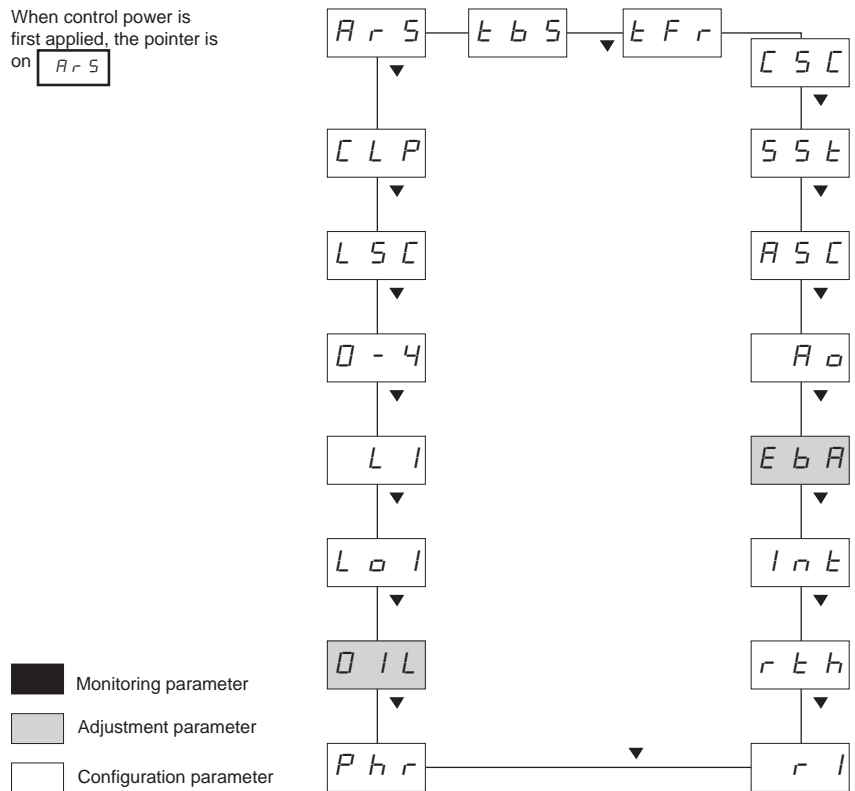 When control power is
first applied, the pointer is
on ArS
ArS tbS tFr
CSC
CLP SSt
LSC ASC
0-4 Ao
LI EbA
LoI Int
OIL rth
Phr rI
Monitoring parameter
Adjustment parameter
Configuration parameter